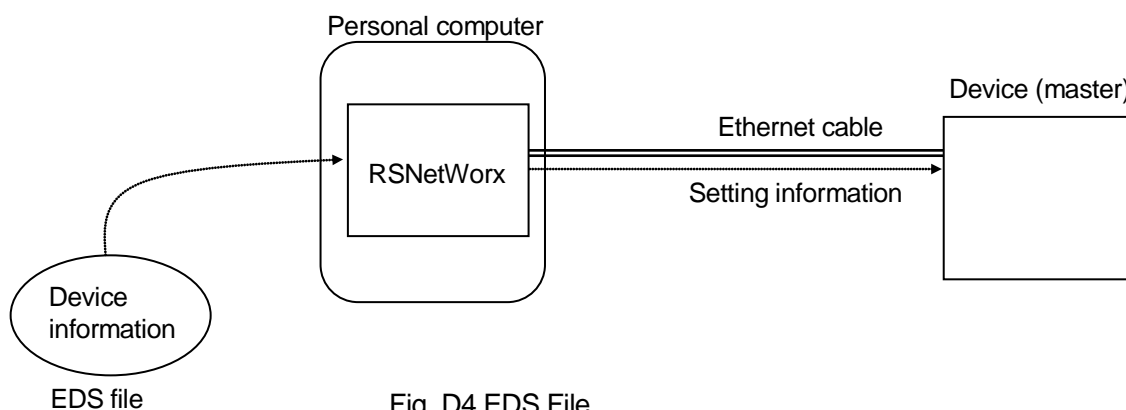 Personal computer
Device (master)
Ethernet cable
RSNetWorx
Setting information
Device
information
EDS file
Fig. D4 EDS File